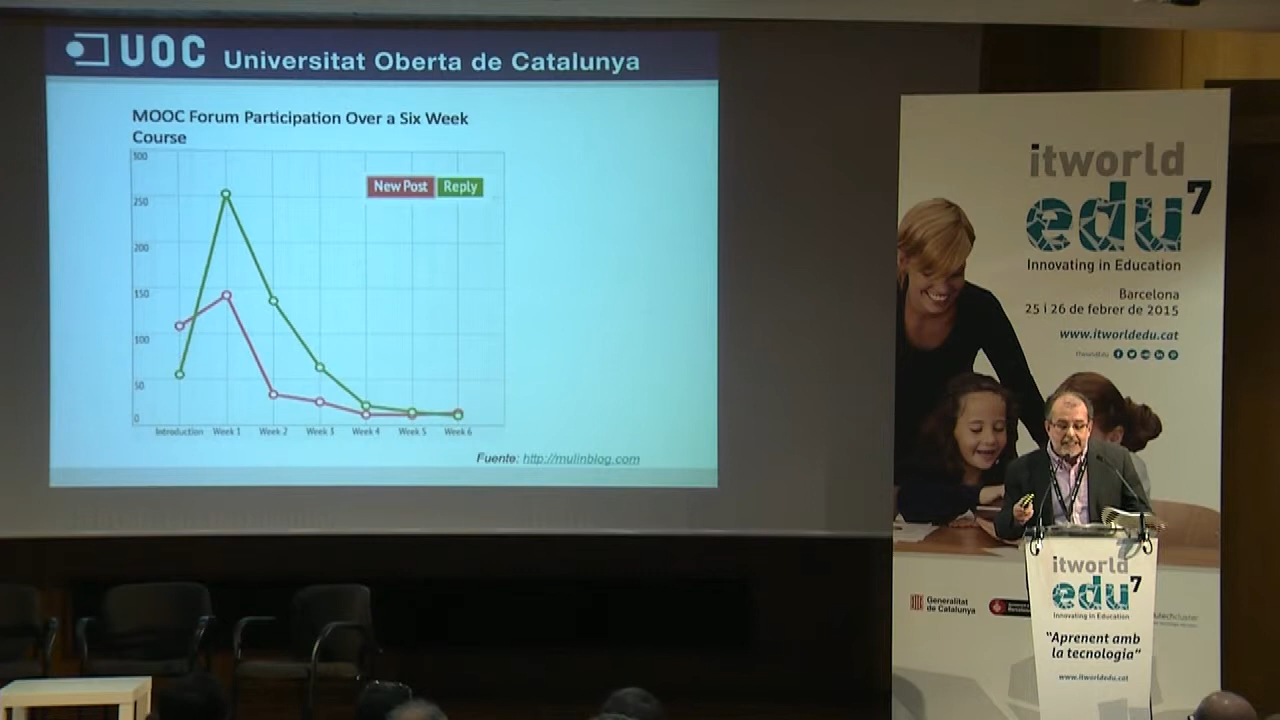 UOC Universitat Oberta de Catalunya
MOOC Forum Participation Over a Six Week
Course
300
250
200
150
100
50
0
New Post Reply
Introduction Week 1 Week 2 Week 3 Week 4 Week 5 Week 6
Fuente: http://mulinblog.com
itworld
edu7
Innovating in Education
Barcelona
25 i 26 de febrer de 2015
www.itworldedu.cat
Generalitat
de Catalunya
itworld
edu7
Innovating in Education
"Aprenent amb
la tecnologia"
www.itworldedu.cat